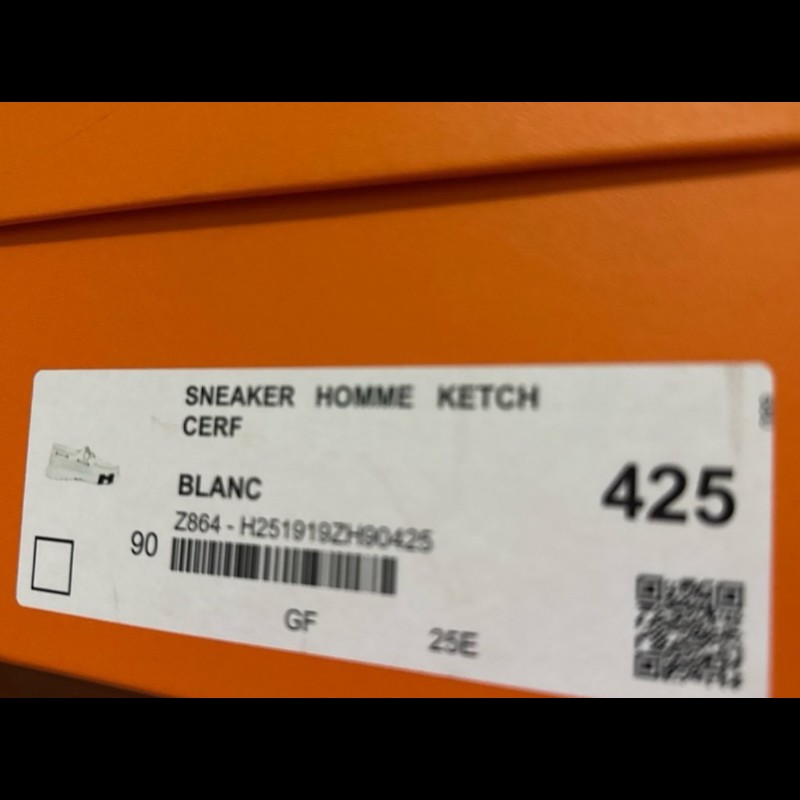 SNEAKER HOMME KETCH
CERF
BLANC
425
Z864 - H251919ZH90425
90
GF
25E